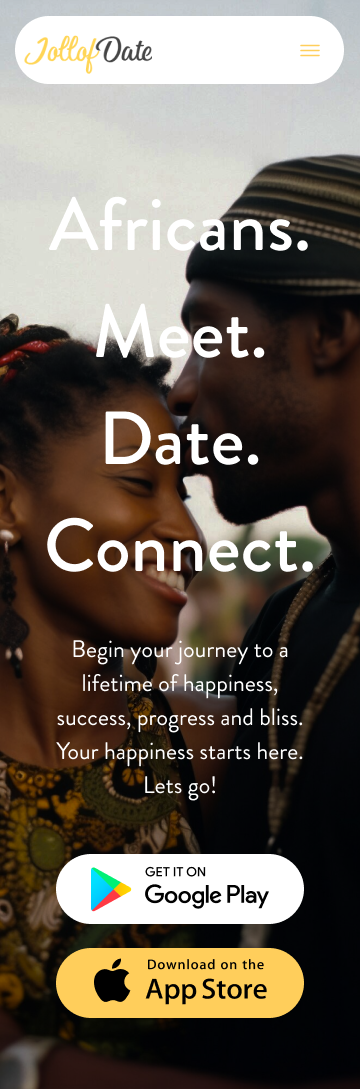 JollofDate
Africans.
Meet.
Date.
Connect.
Begin your journey to a
lifetime of happiness,
success, progress and bliss.
Your happiness starts here.
Lets go!
GET IT ON
Google Play
Download on the
App Store